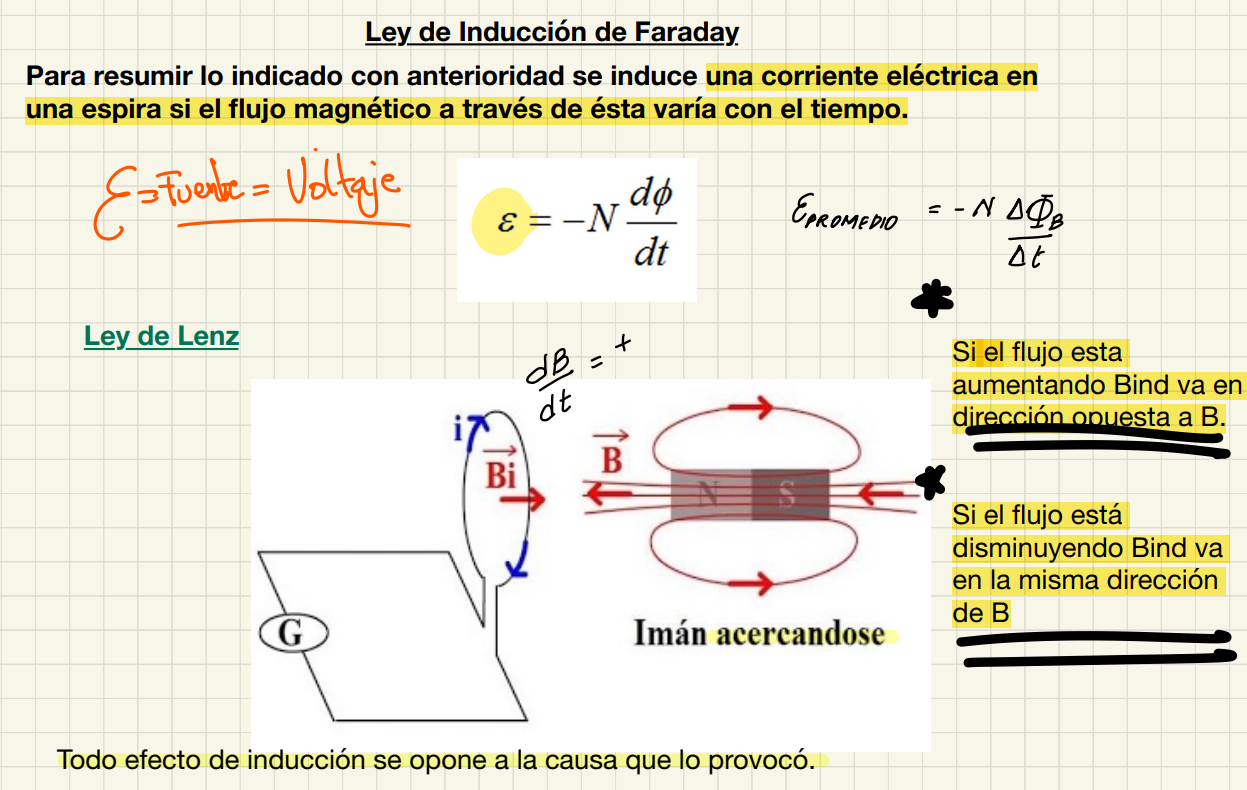 Ley de Inducción de Faraday
Para resumir lo indicado con anterioridad se induce una corriente eléctrica en
una espira si el flujo magnético a través de ésta varía con el tiempo.
ε = Fuente = Voltaje
ε = −N dϕ/dt
ε PROMEDIO = - N ΔΦB/Δt
Ley de Lenz
dB/dt = +
Si el flujo esta
aumentando Bind va en
dirección opuesta a B.
i
Bi
B
N S
G
Imán acercandose
Si el flujo está
disminuyendo Bind va
en la misma dirección
de B
Todo efecto de inducción se opone a la causa que lo provocó.